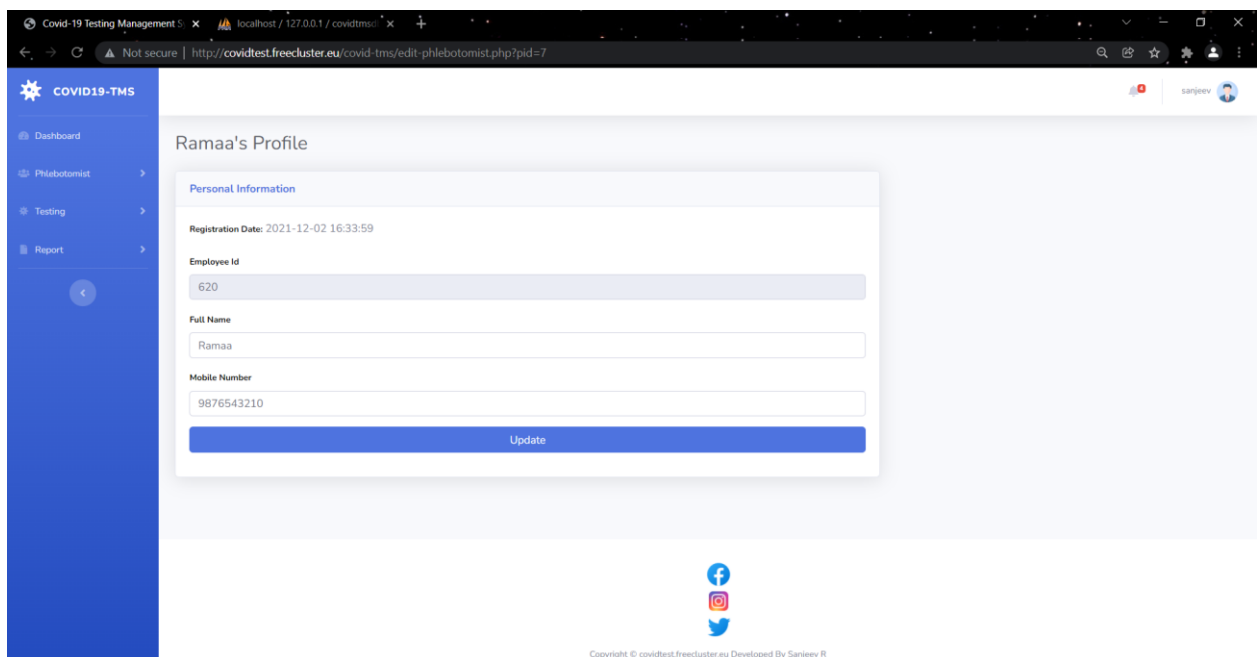 Covid-19 Testing Management S
localhost / 127.0.0.1 / covidtmsd
Not secure | http://covidtest.freecluster.eu/covid-tms/edit-phlebotomist.php?pid=7
COVID19-TMS
4
sanjeev
Dashboard
Phlebotomist
Testing
Report
Ramaa's Profile
Personal Information
Registration Date: 2021-12-02 16:33:59
Employee Id
620
Full Name
Ramaa
Mobile Number
9876543210
Update
Copyright © covidtest.freecluster.eu Developed By Sanjeev R